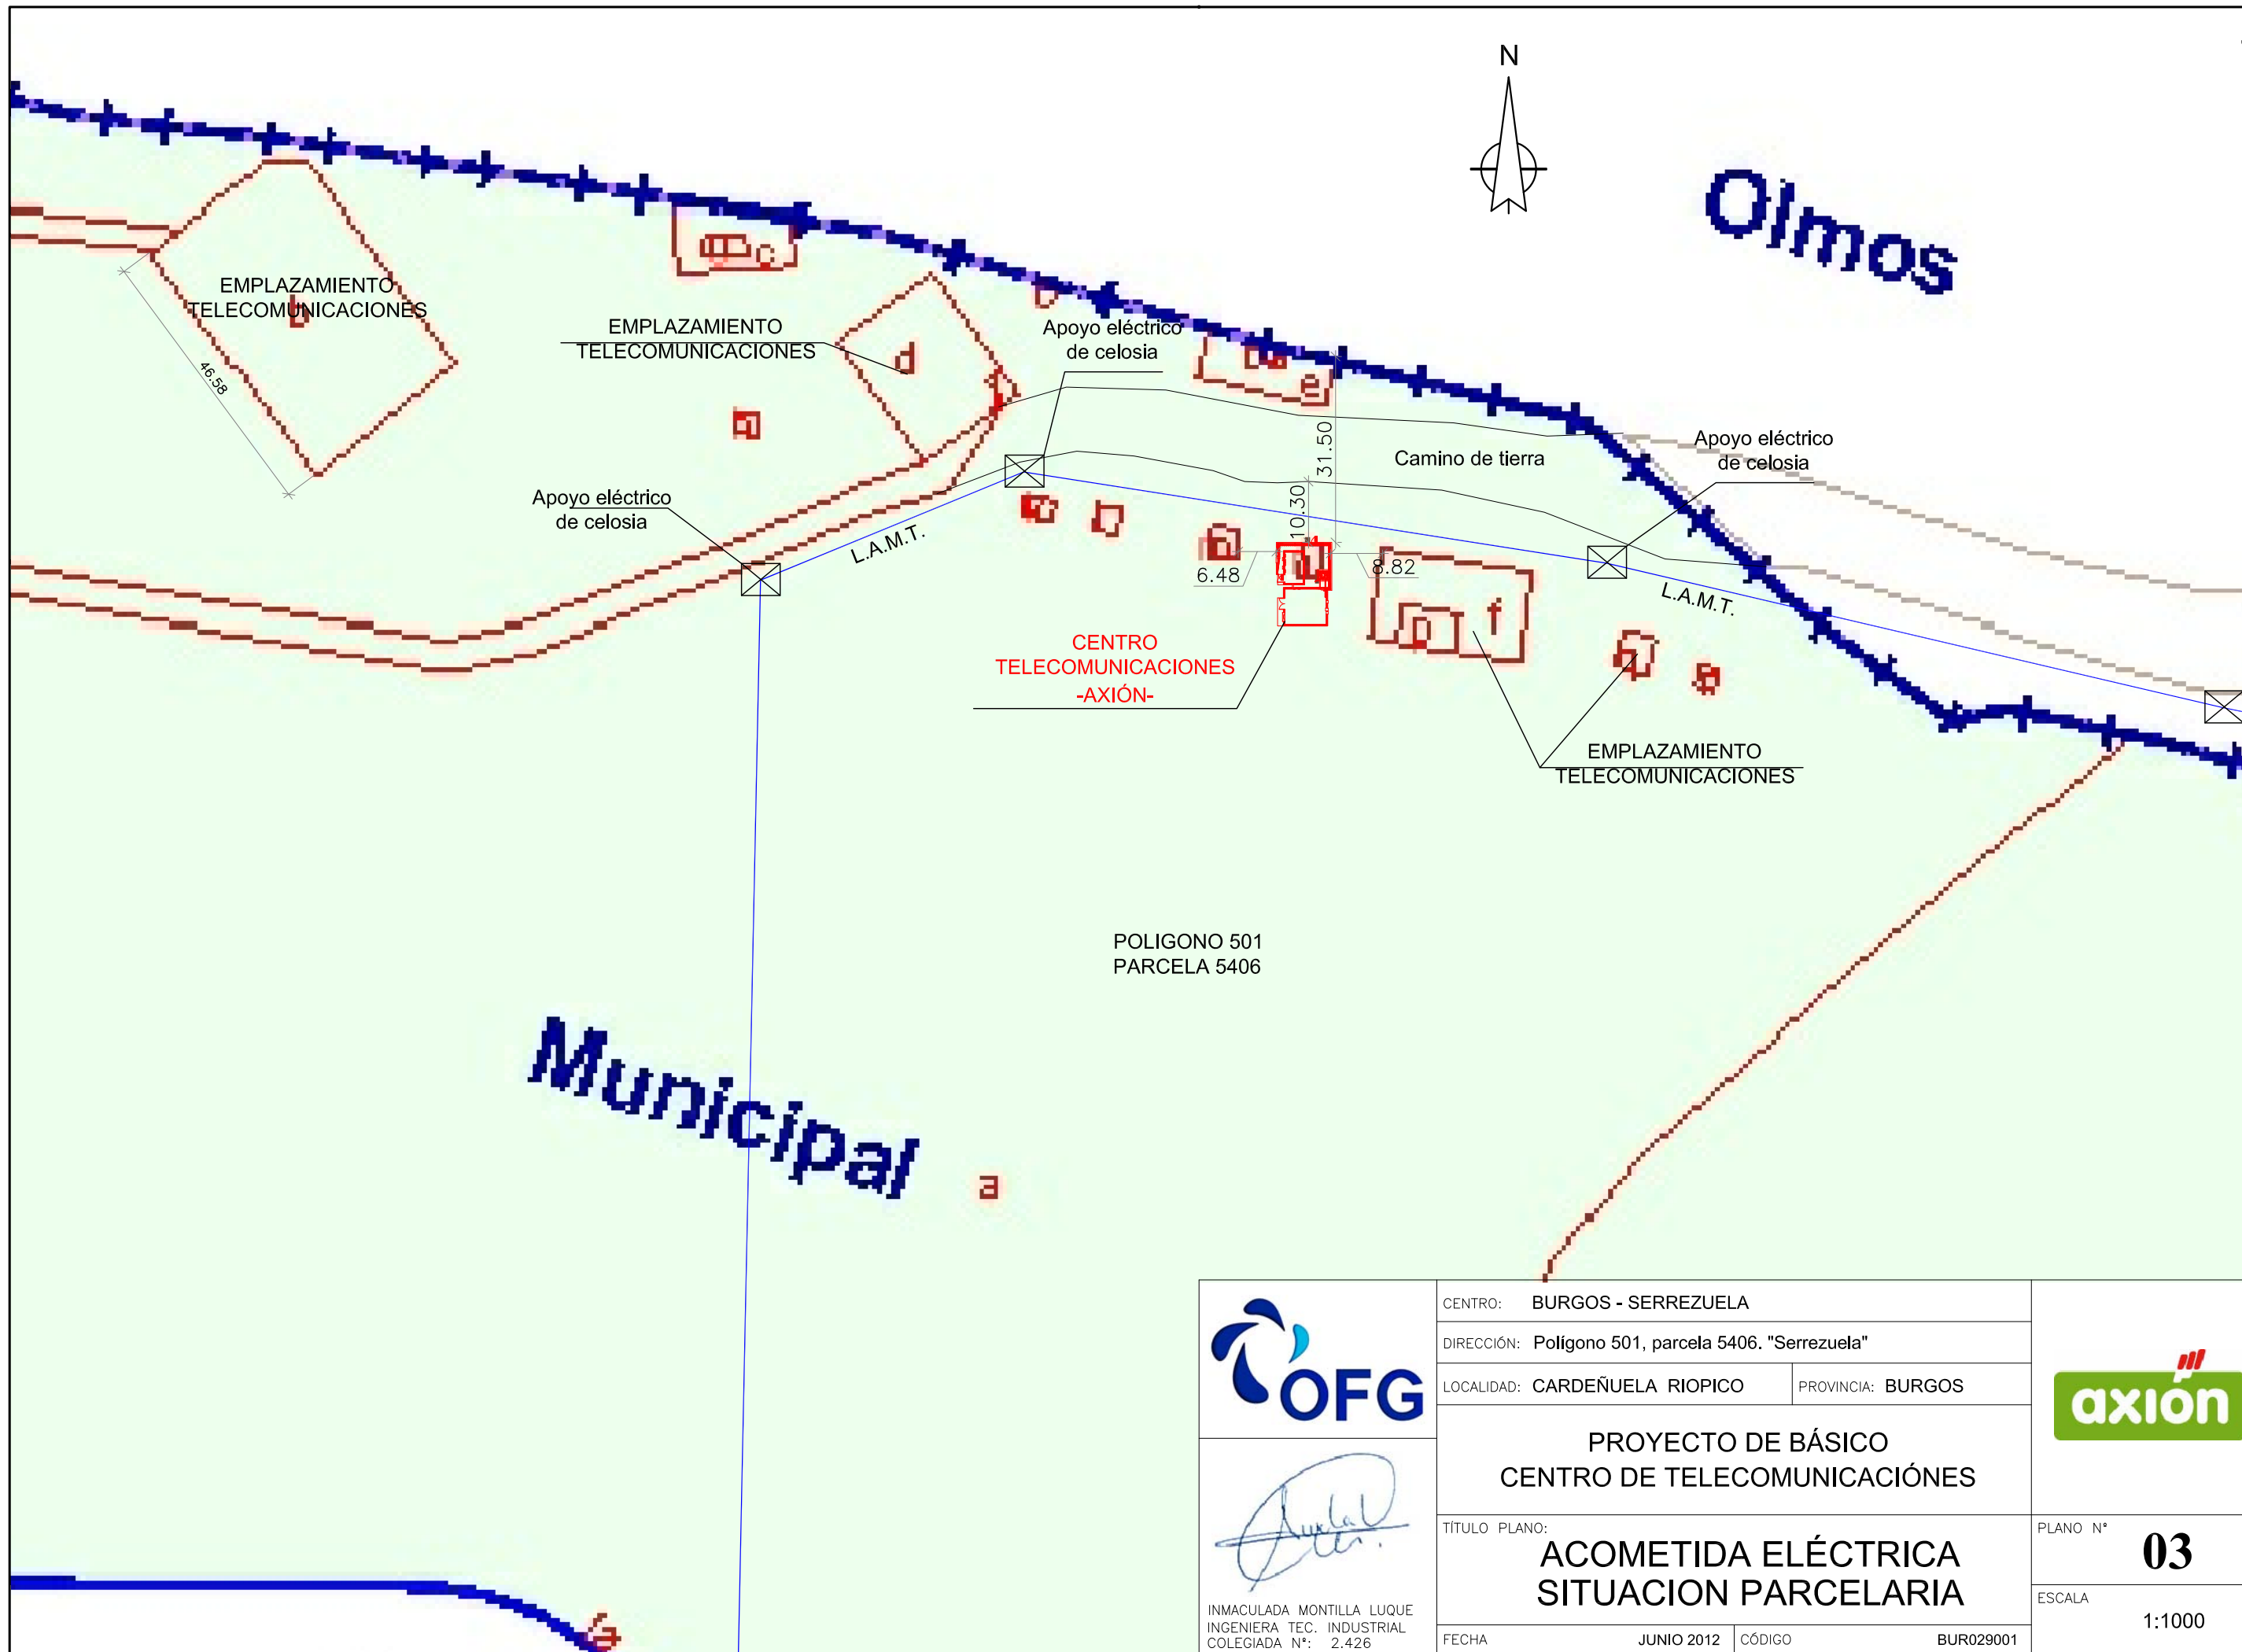 N
Olmos
EMPLAZAMIENTO
TELECOMUNICACIONES
b
46.58
c
EMPLAZAMIENTO
TELECOMUNICACIONES
d
Apoyo eléctrico
de celosia
e
31.50
10.30
Camino de tierra
Apoyo eléctrico
de celosia
Apoyo eléctrico
de celosia
L.A.M.T.
6.48
8.82
f
L.A.M.T.
CENTRO
TELECOMUNICACIONES
-AXIÓN-
EMPLAZAMIENTO
TELECOMUNICACIONES
POLIGONO 501
PARCELA 5406
Municipal
a
OFG
CENTRO: BURGOS - SERREZUELA
DIRECCIÓN: Polígono 501, parcela 5406. "Serrezuela"
LOCALIDAD: CARDEÑUELA RIOPICO
PROVINCIA: BURGOS
axión
PROYECTO DE BÁSICO
CENTRO DE TELECOMUNICACIÓNES
TÍTULO PLANO:
ACOMETIDA ELÉCTRICA
SITUACION PARCELARIA
PLANO Nº
03
ESCALA
1:1000
INMACULADA MONTILLA LUQUE
INGENIERA TEC. INDUSTRIAL
COLEGIADA Nº: 2.426
FECHA JUNIO 2012
CÓDIGO BUR029001